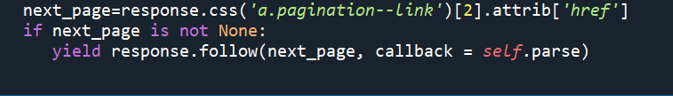 next_page=response.css('a.pagination--link')[2].attrib['href']
if next_page is not None:
yield response.follow(next_page, callback = self.parse)